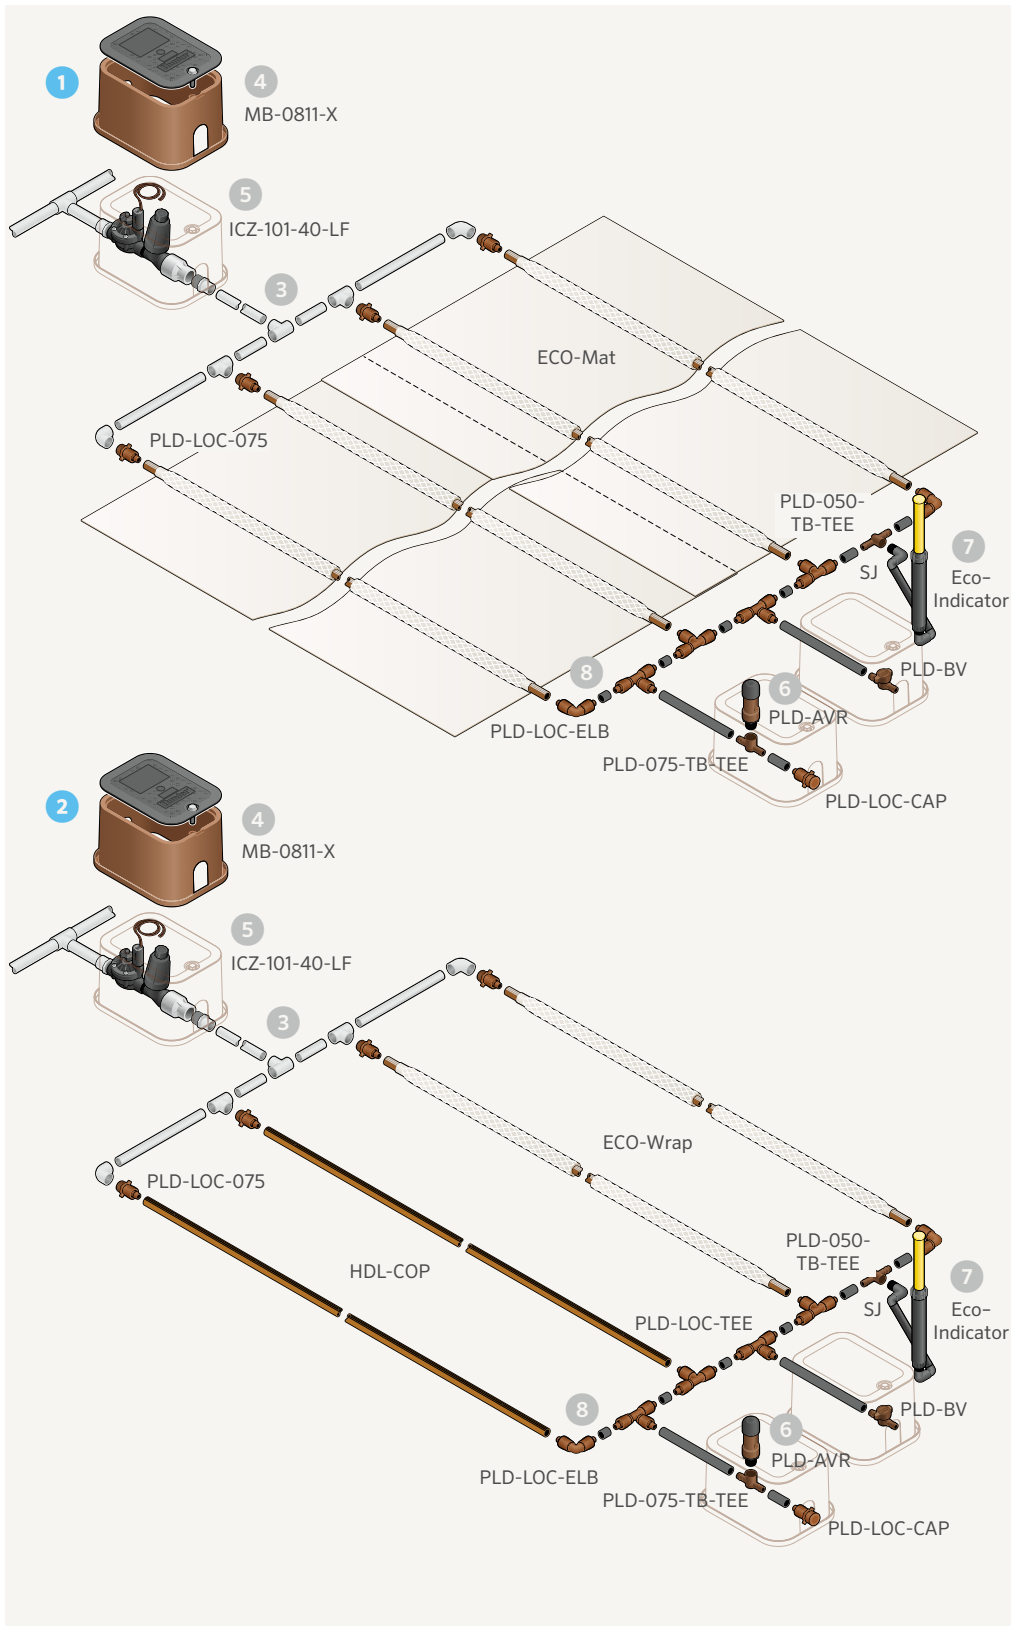 1
4
MB-0811-X
5
ICZ-101-40-LF
3
ECO-Mat
PLD-LOC-075
PLD-050-
TB-TEE
7
SJ
Eco-
Indicator
8
PLD-BV
6
PLD-LOC-ELB
PLD-AVR
PLD-075-TB-TEE
PLD-LOC-CAP
2
4
MB-0811-X
5
ICZ-101-40-LF
3
ECO-Wrap
PLD-LOC-075
PLD-050-
TB-TEE
HDL-COP
7
SJ
Eco-
Indicator
PLD-LOC-TEE
8
PLD-BV
6
PLD-AVR
PLD-LOC-ELB
PLD-075-TB-TEE
PLD-LOC-CAP